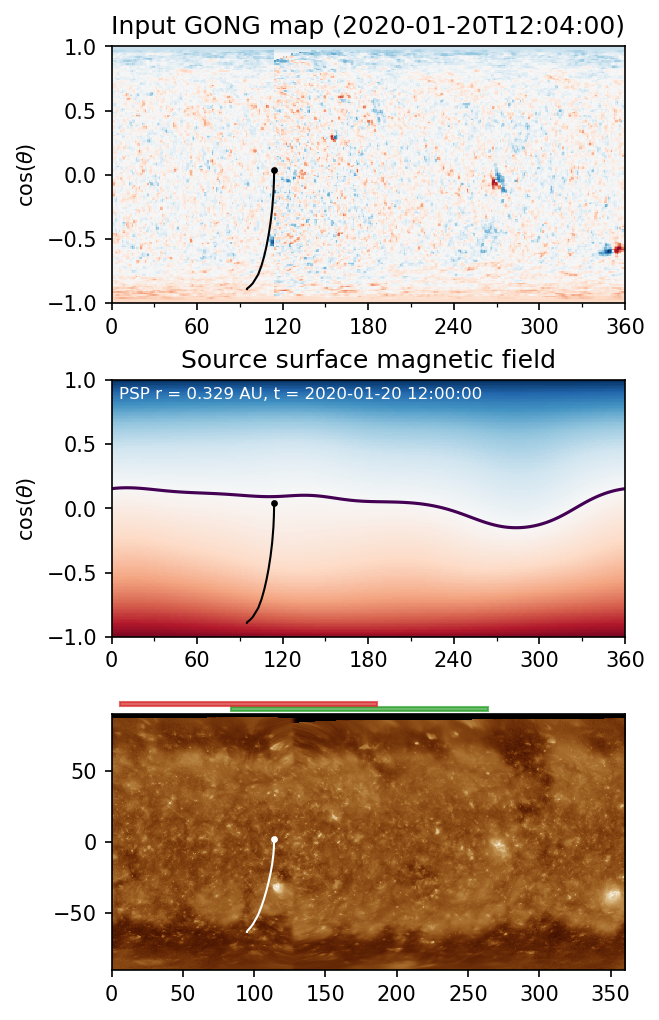 Input GONG map (2020-01-20T12:04:00)
1.0
0.5
0.0
−0.5
−1.0
cos(θ)
0 60 120 180 240 300 360
Source surface magnetic field
PSP r = 0.329 AU, t = 2020-01-20 12:00:00
1.0
0.5
0.0
−0.5
−1.0
cos(θ)
0 60 120 180 240 300 360
50
0
−50
0 50 100 150 200 250 300 350